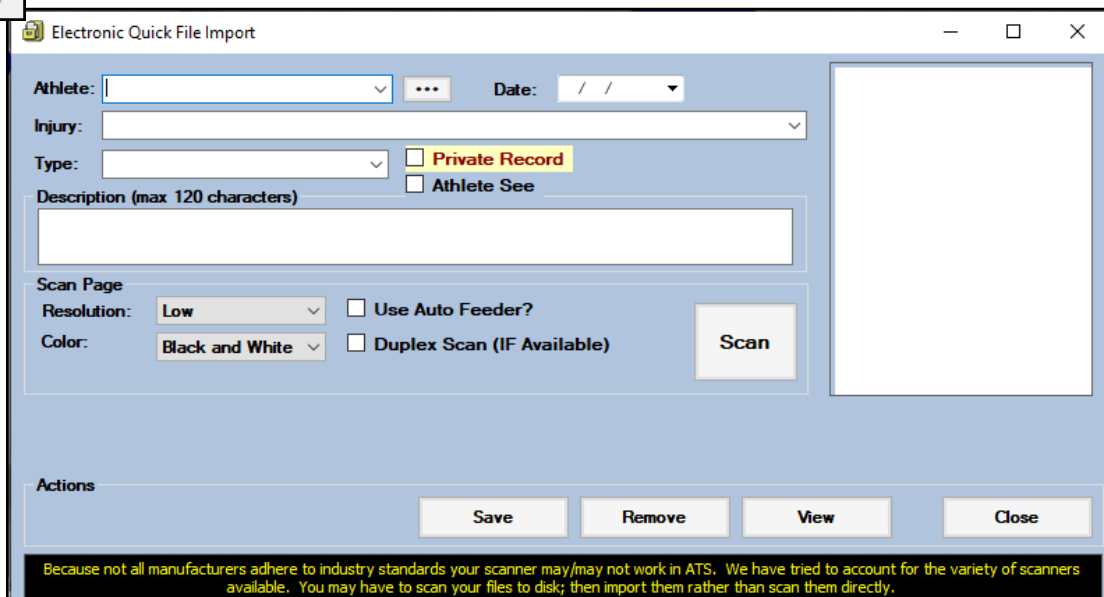 Electronic Quick File Import
Athlete: ••• Date: / /
Injury:
Type: Private Record
Athlete See
Description (max 120 characters)
Scan Page
Resolution: Low Use Auto Feeder?
Color: Black and White Duplex Scan (IF Available)
Scan
Actions
Save Remove View Close
Because not all manufacturers adhere to industry standards your scanner may/may not work in ATS. We have tried to account for the variety of scanners
available. You may have to scan your files to disk; then import them rather than scan them directly.